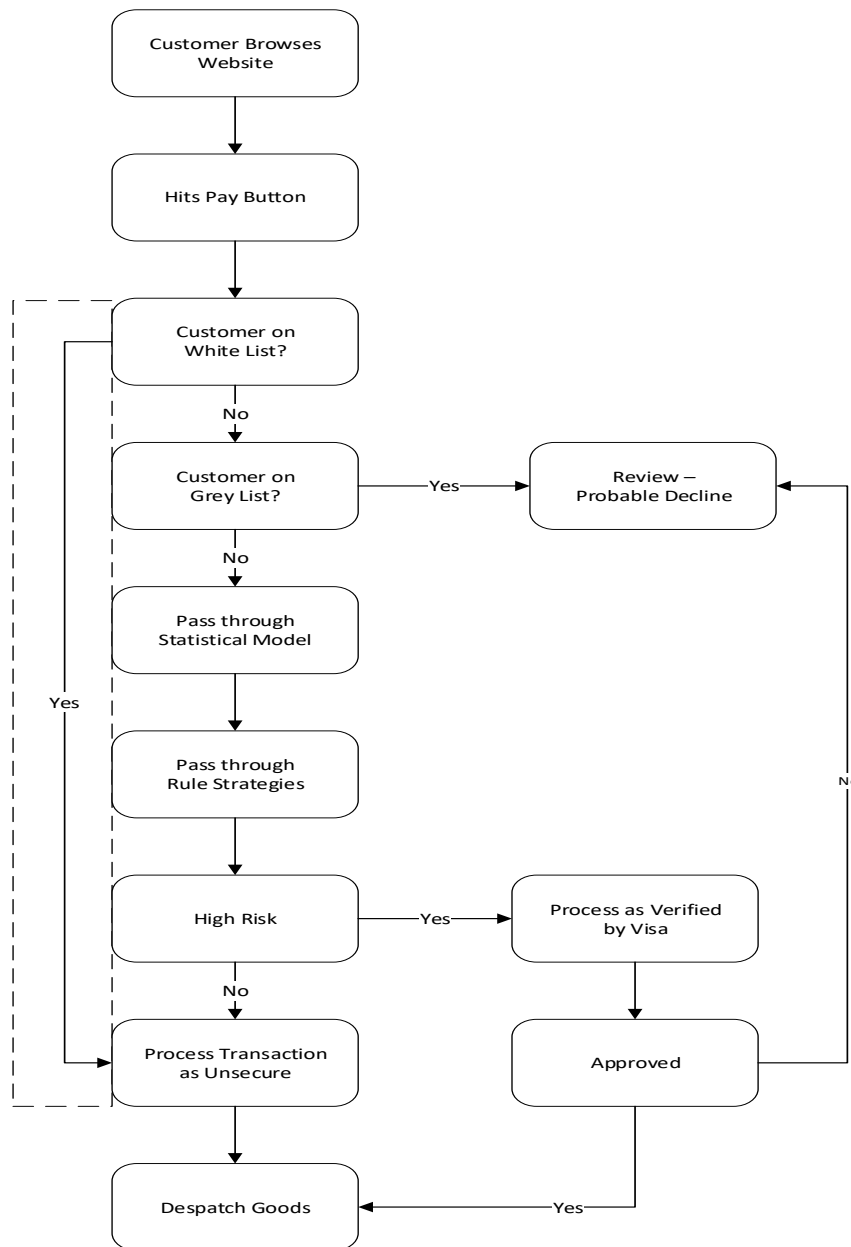 Customer Browses
Website
Hits Pay Button
Customer on
White List?
No
Customer on
Grey List?
Yes
Review –
Probable Decline
No
Pass through
Statistical Model
Yes
Pass through
Rule Strategies
High Risk
Yes
Process as Verified
by Visa
No
Process Transaction
as Unsecure
Approved
Despatch Goods
Yes